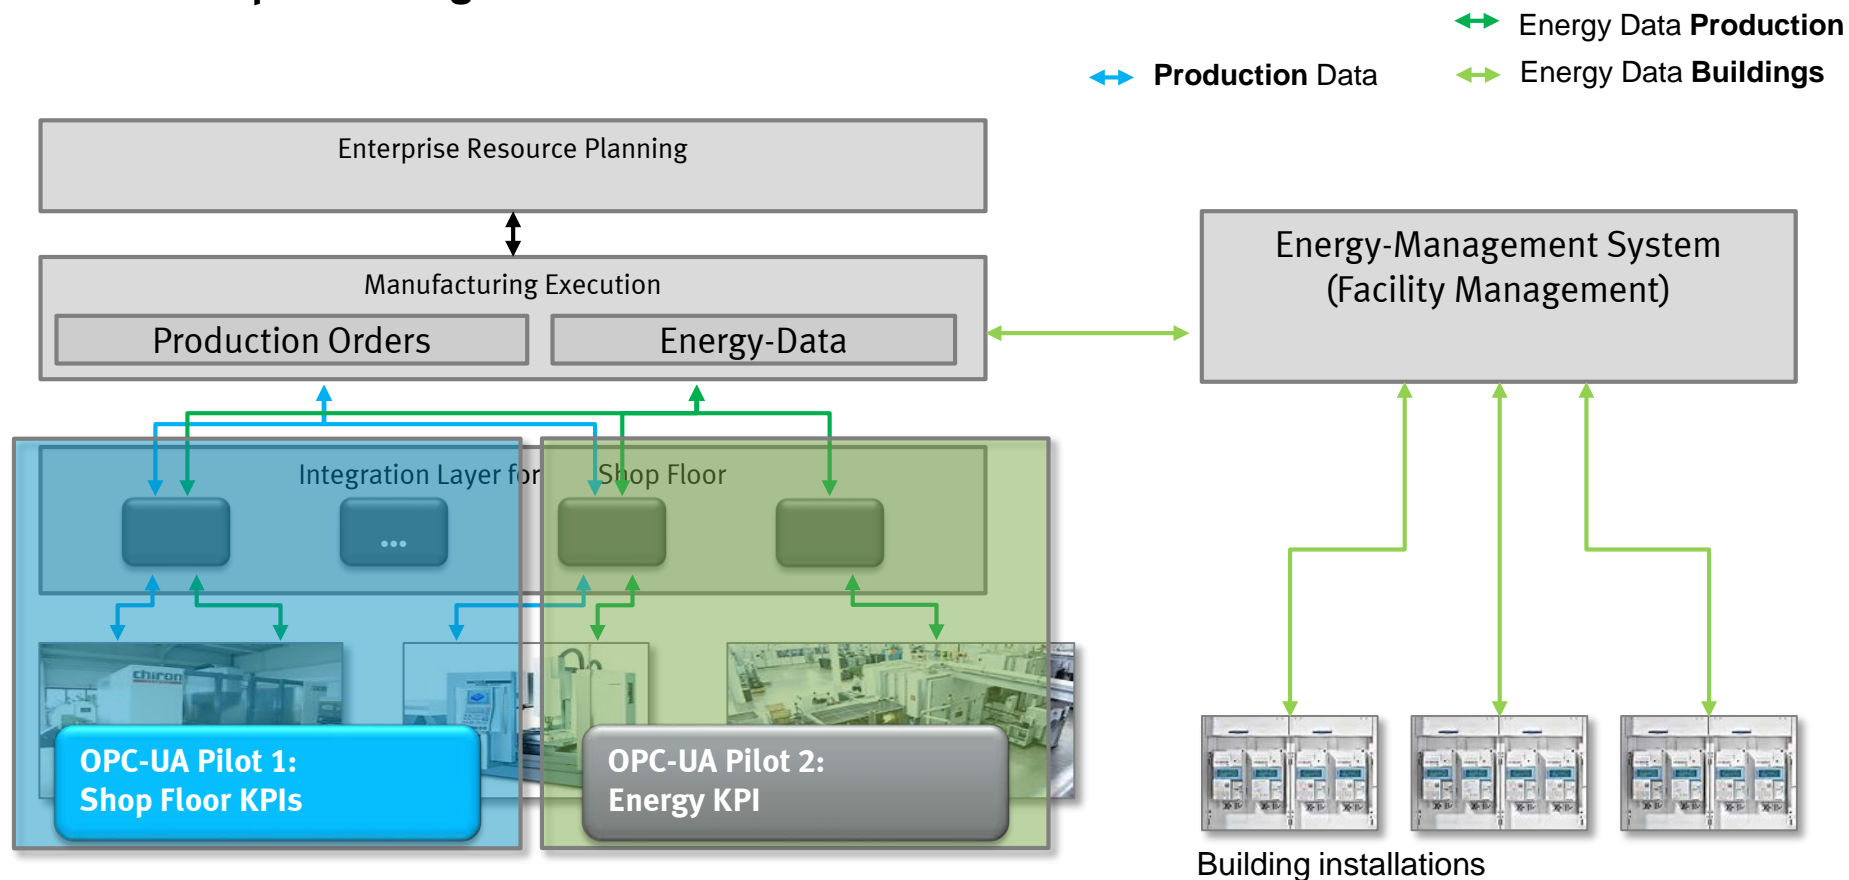 Energy Data Production
Production Data
Energy Data Buildings
Enterprise Resource Planning
Manufacturing Execution
Production Orders
Energy-Data
Energy-Management System
(Facility Management)
Integration Layer for Shop Floor
...
chiron
OPC-UA Pilot 1:
Shop Floor KPIs
OPC-UA Pilot 2:
Energy KPI
Building installations